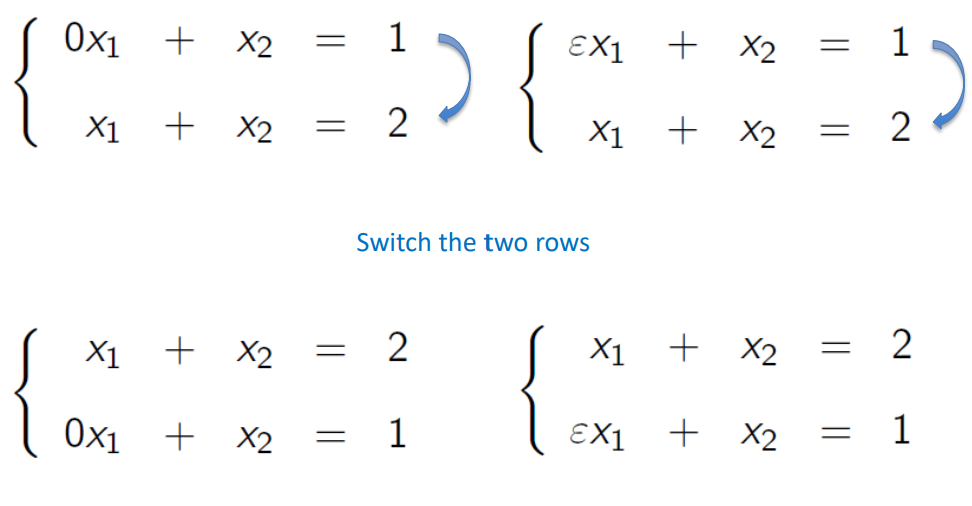 0x₁ + x₂ = 1
x₁ + x₂ = 2
εx₁ + x₂ = 1
x₁ + x₂ = 2
Switch the two rows
x₁ + x₂ = 2
0x₁ + x₂ = 1
x₁ + x₂ = 2
εx₁ + x₂ = 1